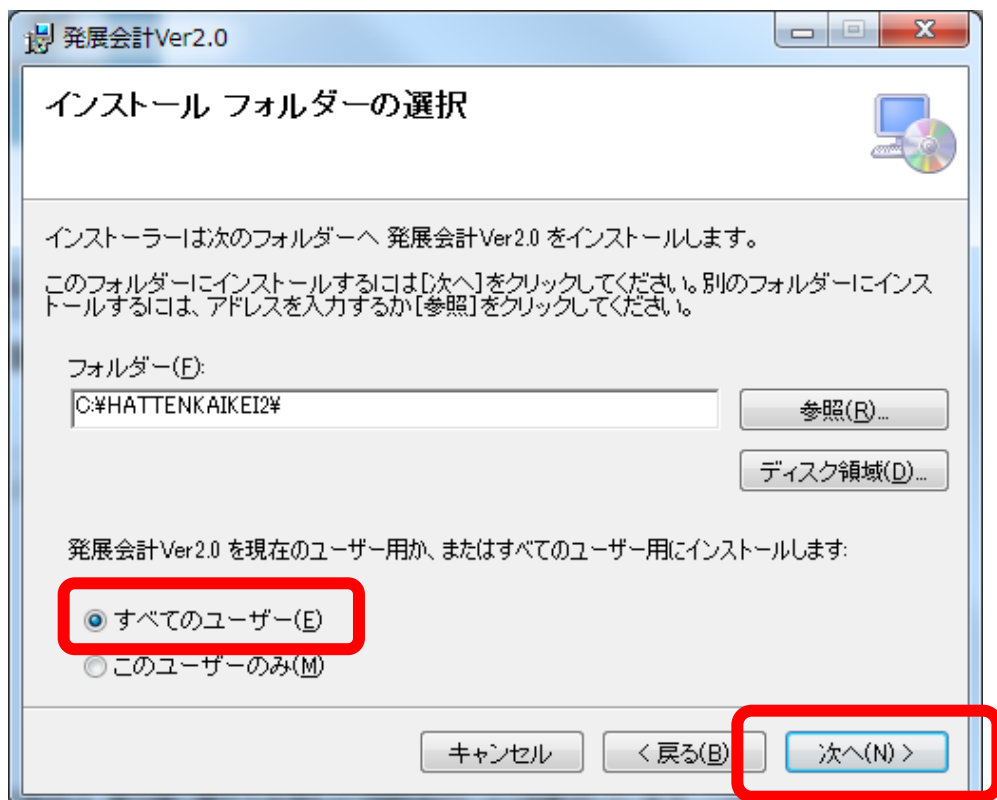 発展会計Ver2.0
インストール フォルダーの選択
インストーラーは次のフォルダーへ 発展会計Ver2.0 をインストールします。
このフォルダーにインストールするには[次へ]をクリックしてください。別のフォルダーにインス
トールするには、アドレスを入力するか[参照]をクリックしてください。
フォルダー(F):
C:¥HATTENKAIKEI2¥
参照(R)...
ディスク領域(D)...
発展会計Ver2.0 を現在のユーザー用か、またはすべてのユーザー用にインストールします:
すべてのユーザー(E)
このユーザーのみ(M)
キャンセル
< 戻る(B)
次へ(N) >